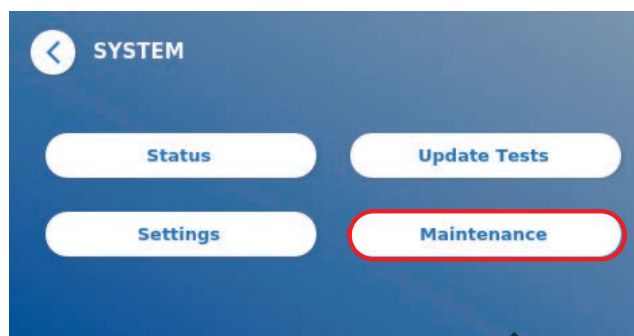 SYSTEM
Status
Update Tests
Settings
Maintenance